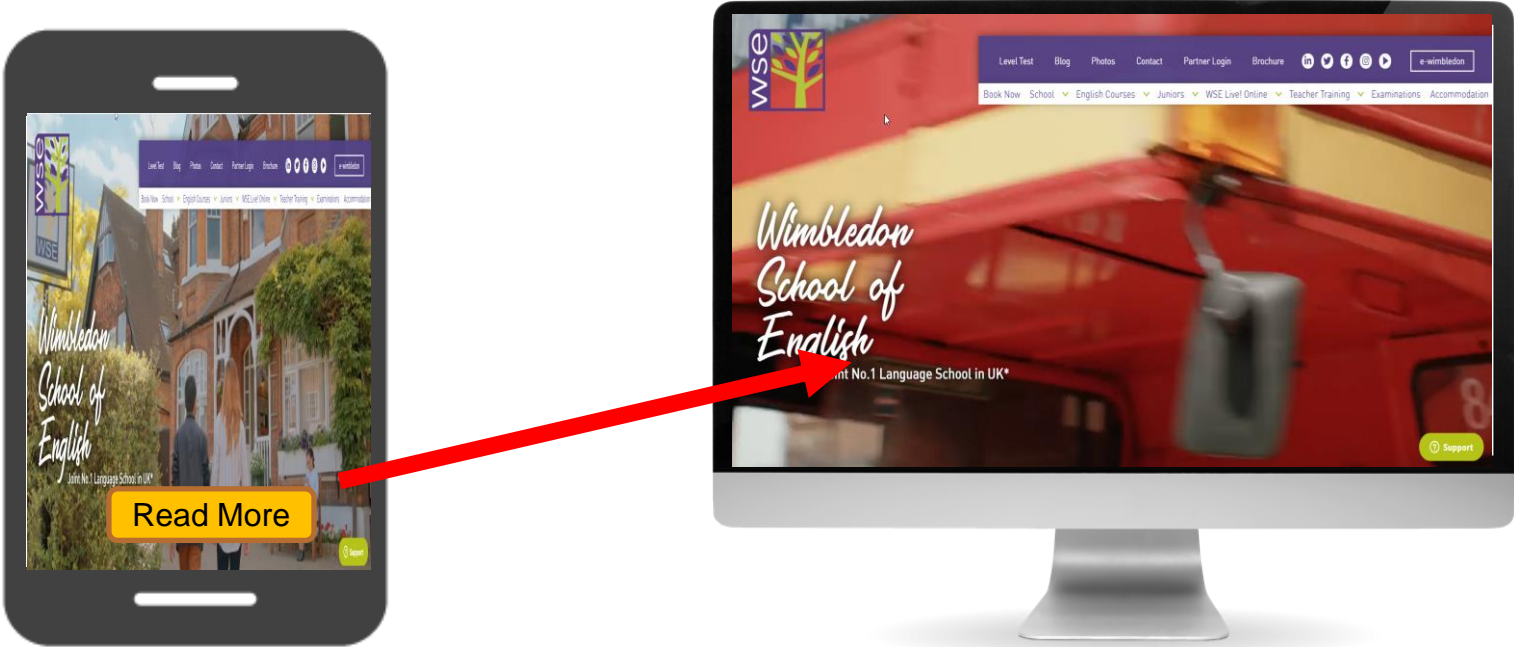 wse
Level Test Blog Photos Contact Partner Login Brochure e-wimbledon
Book Now School English Courses Juniors WSE Live! Online Teacher Training Examinations Accommodation
WSE
Wimbledon
School of
English
Joint No.1 Language School in UK*
Read More
Support
wse
Level Test Blog Photos Contact Partner Login Brochure in f e-wimbledon
Book Now School English Courses Juniors WSE Live! Online Teacher Training Examinations Accommodation
Wimbledon
School of
English
Joint No.1 Language School in UK*
8
Support